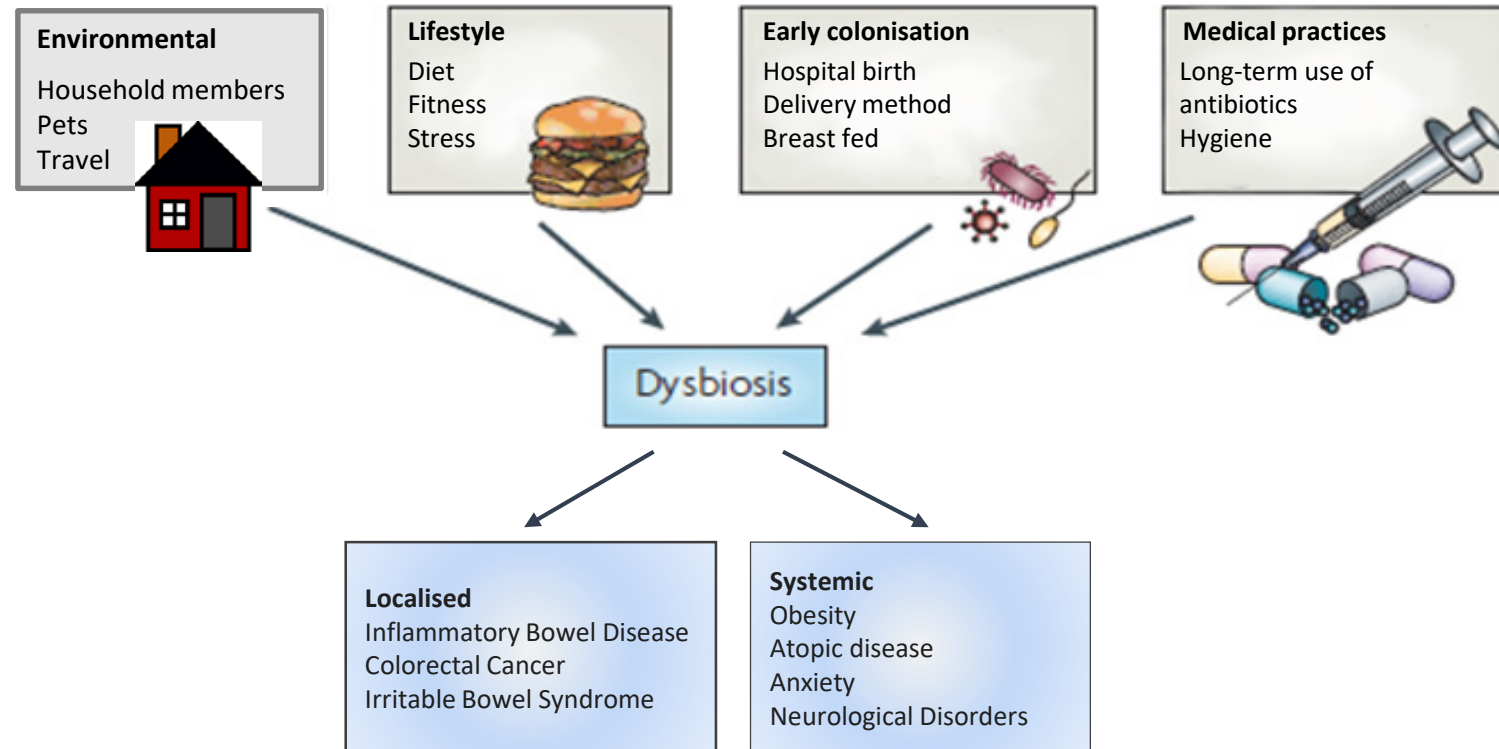 Environmental
Household members
Pets
Travel
Lifestyle
Diet
Fitness
Stress
Early colonisation
Hospital birth
Delivery method
Breast fed
Medical practices
Long-term use of
antibiotics
Hygiene
Dysbiosis
Localised
Inflammatory Bowel Disease
Colorectal Cancer
Irritable Bowel Syndrome
Systemic
Obesity
Atopic disease
Anxiety
Neurological Disorders